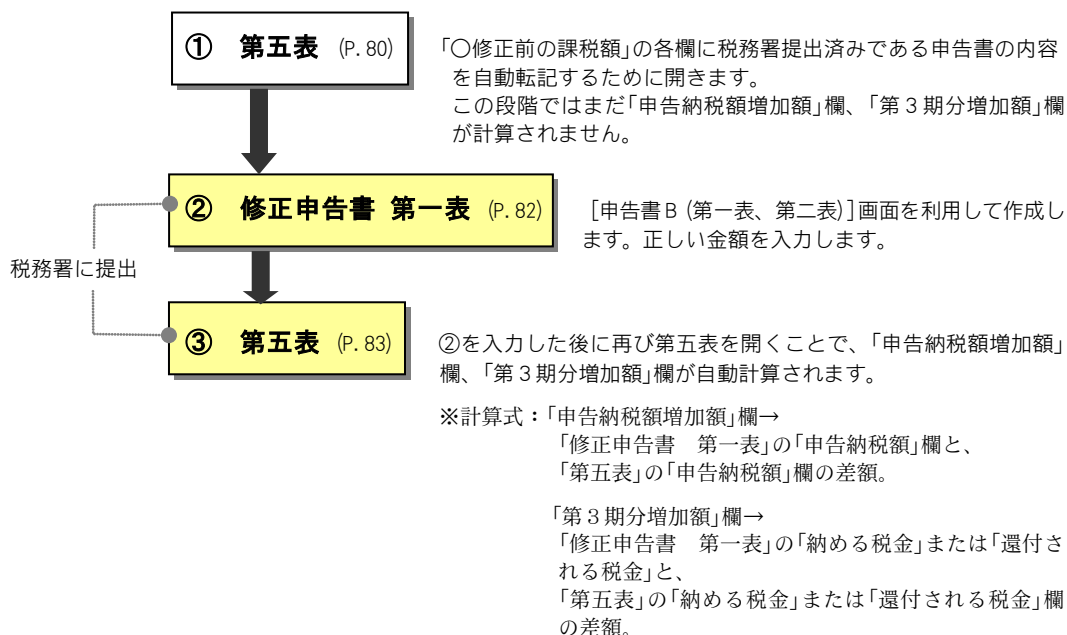 ① 第五表 (P.80)
「〇修正前の課税額」の各欄に税務署提出済みである申告書の内容
を自動転記するために開きます。
この段階ではまだ「申告納税額増加額」欄、「第３期分増加額」欄
が計算されません。
② 修正申告書 第一表 (P.82)
［申告書Ｂ（第一表、第二表）］画面を利用して作成し
ます。正しい金額を入力します。
税務署に提出
③ 第五表 (P.83)
②を入力した後に再び第五表を開くことで、「申告納税額増加額」
欄、「第３期分増加額」欄が自動計算されます。
※計算式：「申告納税額増加額」欄→
「修正申告書　第一表」の「申告納税額」欄と、
「第五表」の「申告納税額」欄の差額。
「第３期分増加額」欄→
「修正申告書　第一表」の「納める税金」または「還付さ
れる税金」と、
「第五表」の「納める税金」または「還付される税金」欄
の差額。